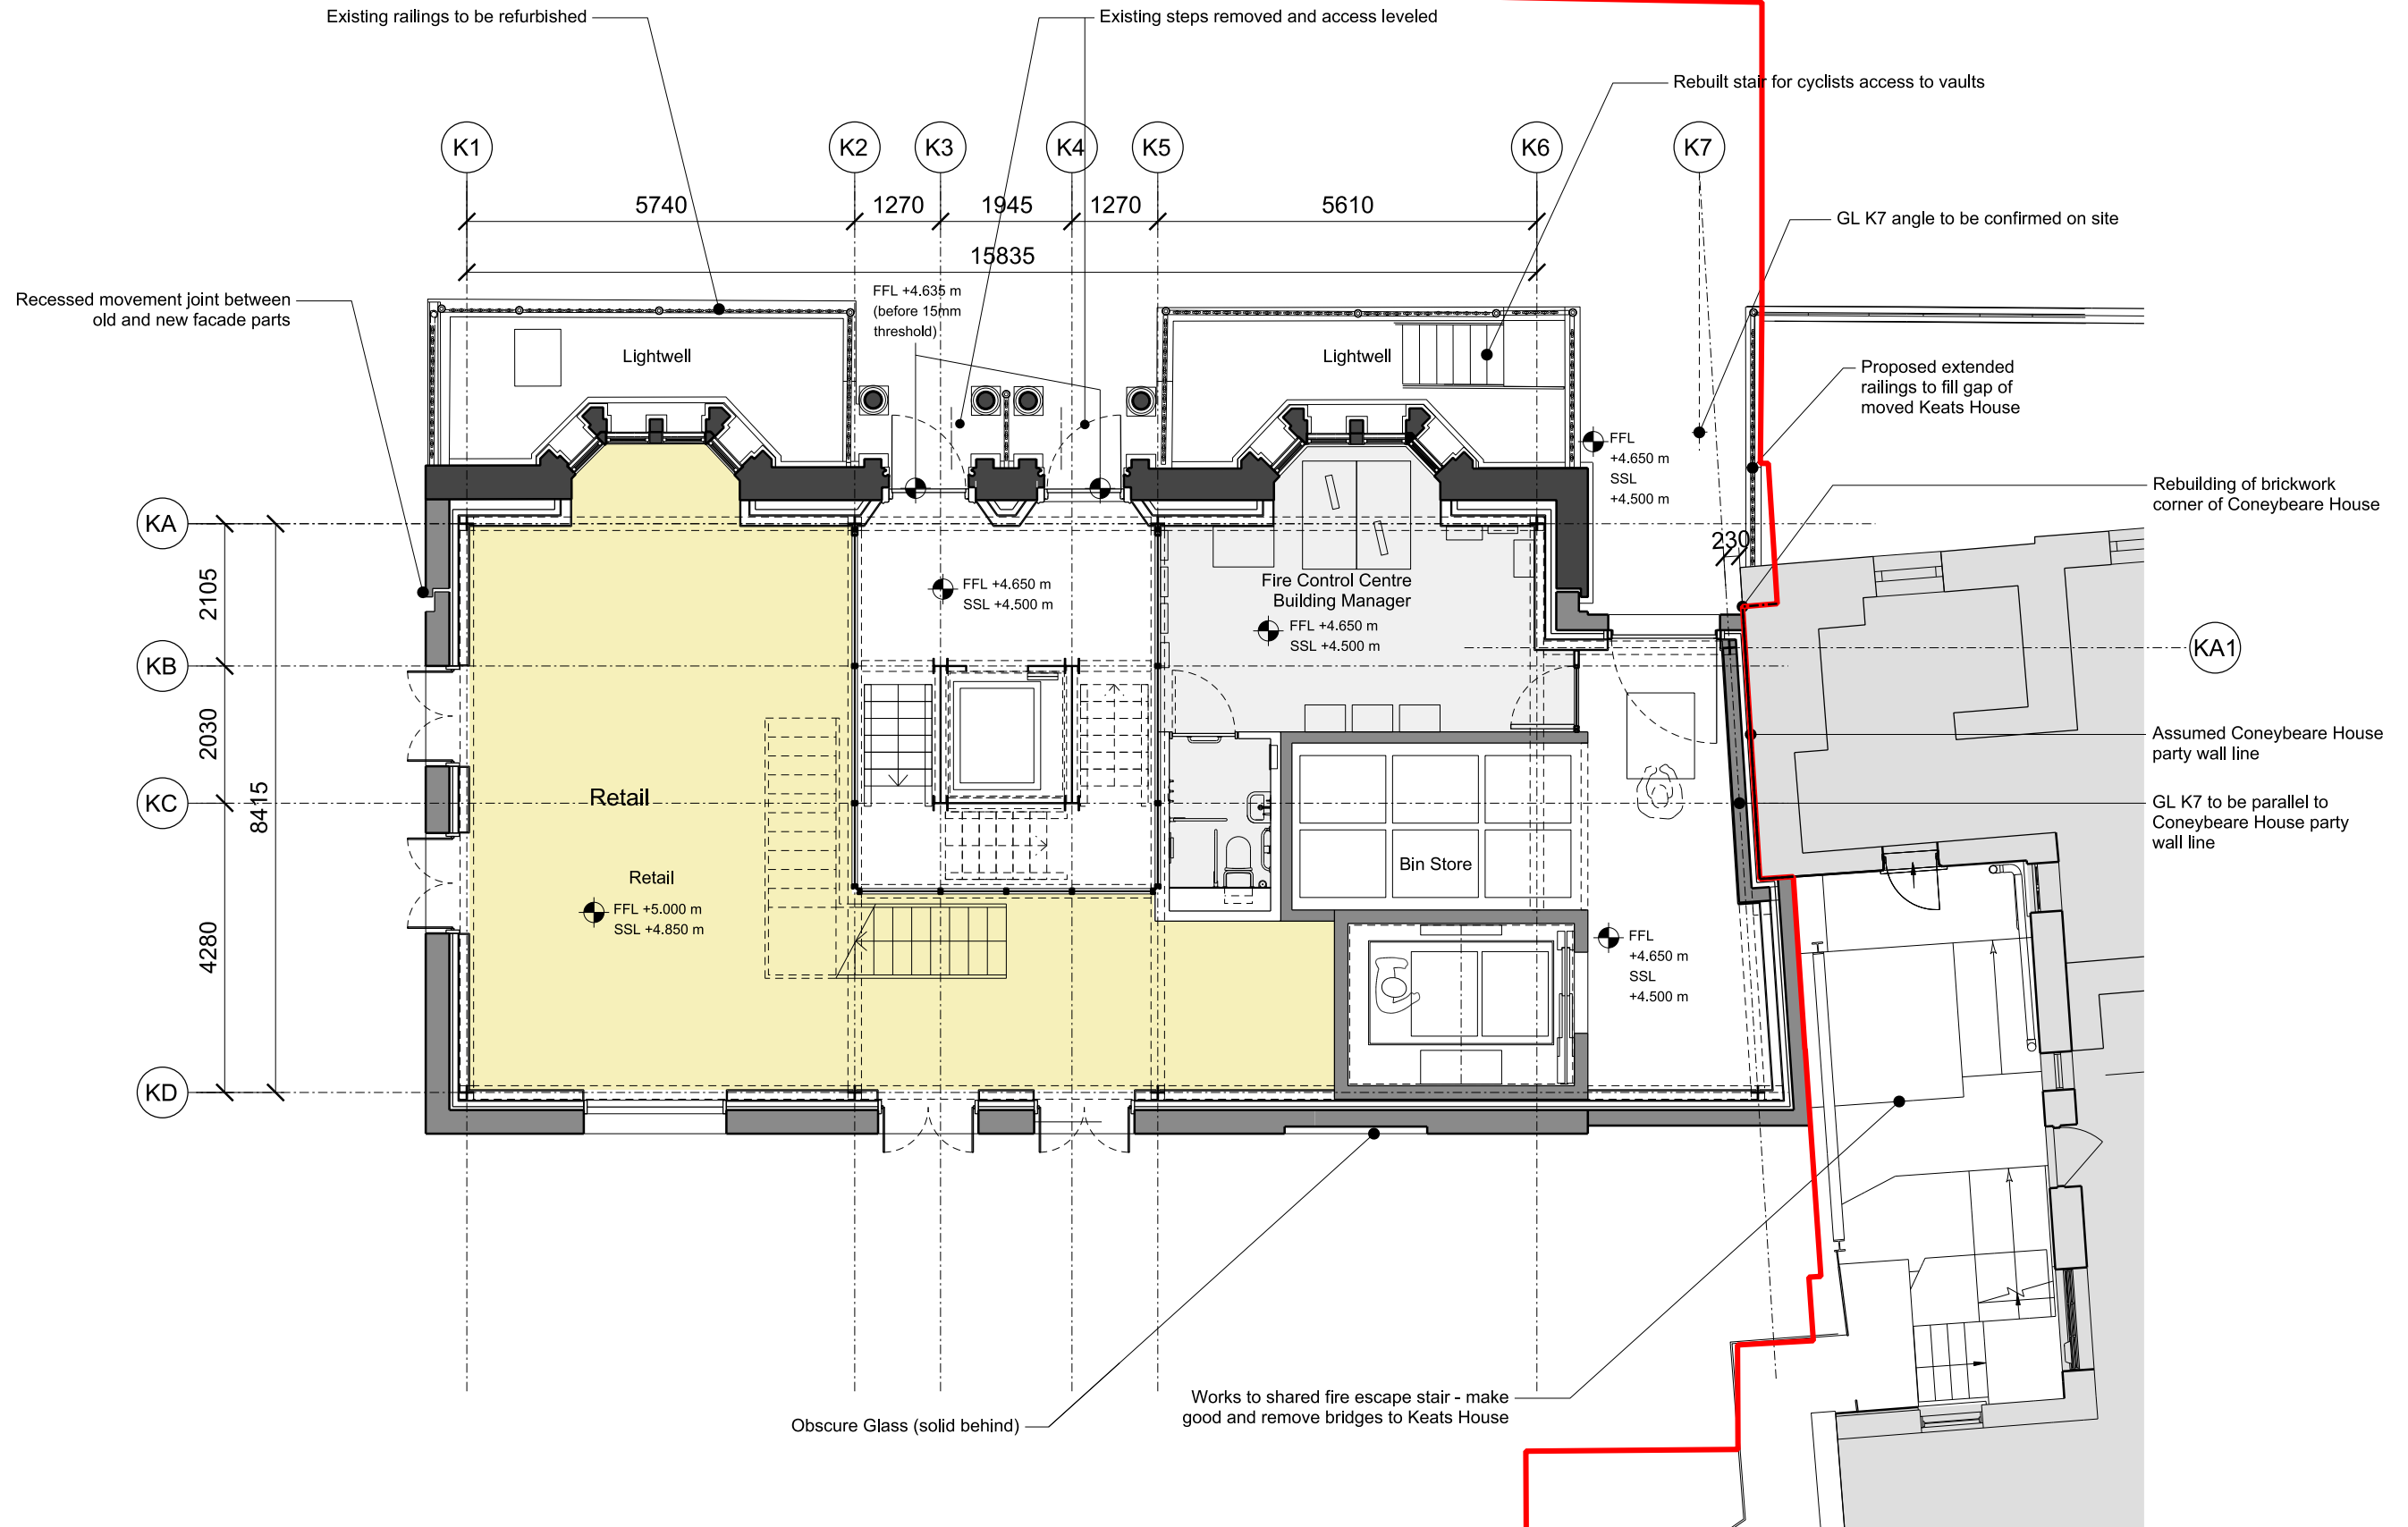 Existing railings to be refurbished
Existing steps removed and access leveled
Rebuilt stair for cyclists access to vaults
K1
K2
K3
K4
K5
K6
K7
5740
1270
1945
1270
5610
15835
GL K7 angle to be confirmed on site
Recessed movement joint between
old and new facade parts
FFL +4.635 m
(before 15mm
threshold)
Lightwell
Lightwell
Proposed extended
railings to fill gap of
moved Keats House
FFL
+4.650 m
SSL
+4.500 m
Rebuilding of brickwork
corner of Coneybeare House
KA
230
2105
FFL +4.650 m
SSL +4.500 m
Fire Control Centre
Building Manager
FFL +4.650 m
SSL +4.500 m
KA1
KB
2030
Assumed Coneybeare House
party wall line
KC
8415
Retail
GL K7 to be parallel to
Coneybeare House party
wall line
Bin Store
Retail
FFL +5.000 m
SSL +4.850 m
4280
FFL
+4.650 m
SSL
+4.500 m
KD
Works to shared fire escape stair - make
good and remove bridges to Keats House
Obscure Glass (solid behind)